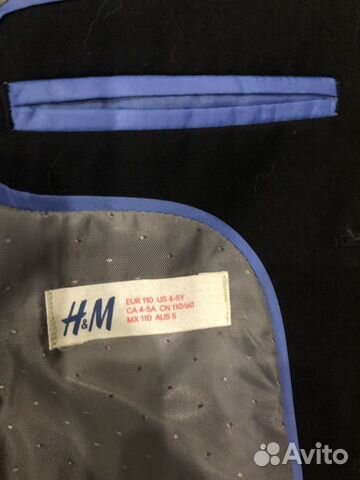 H&M
EUR 110 US 4-5Y
CA 4-5A CN 110/60
MX 110 AUS 5
Avito